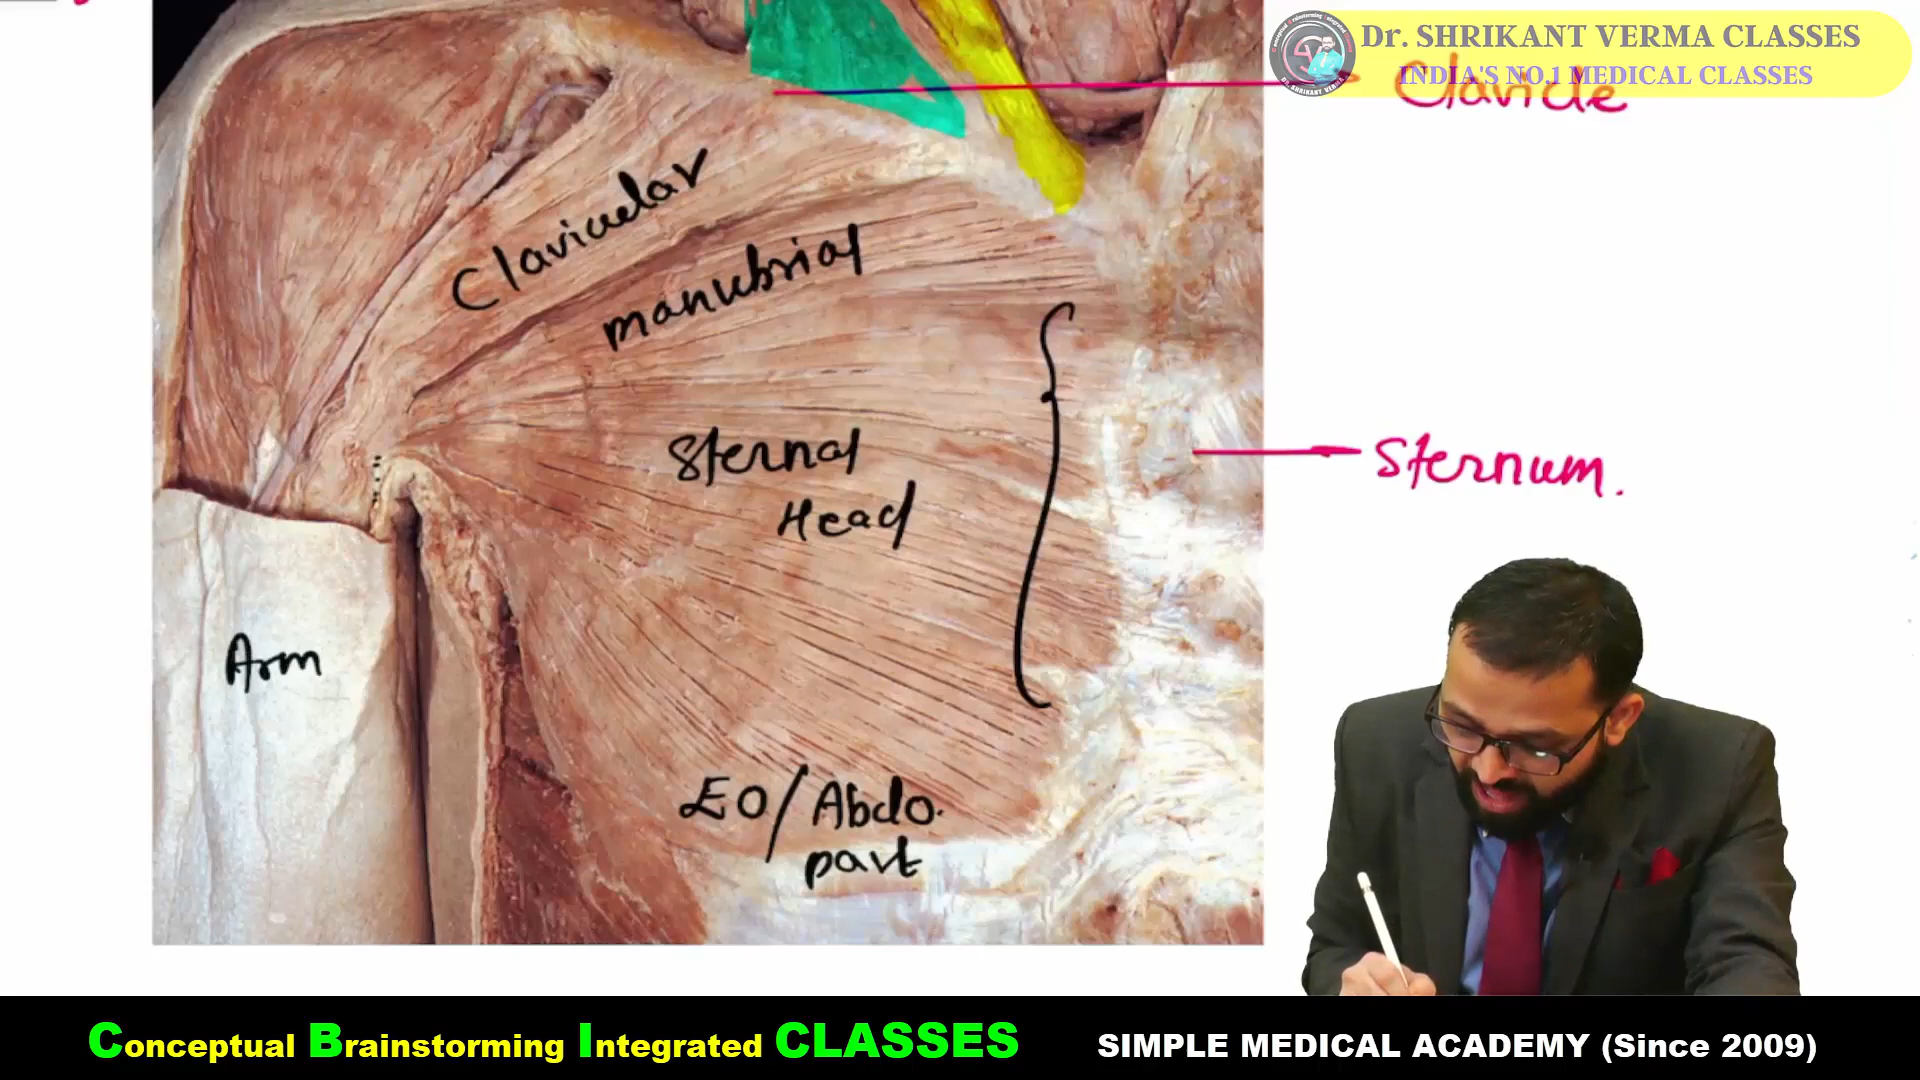 Dr. SHRIKANT VERMA CLASSES
INDIA'S NO.1 MEDICAL CLASSES
Clavicle
Clavicular
manubrial
Sternal
Head
Sternum.
Arm
EO/Abdo.
part
Conceptual Brainstorming Integrated CLASSES
SIMPLE MEDICAL ACADEMY (Since 2009)